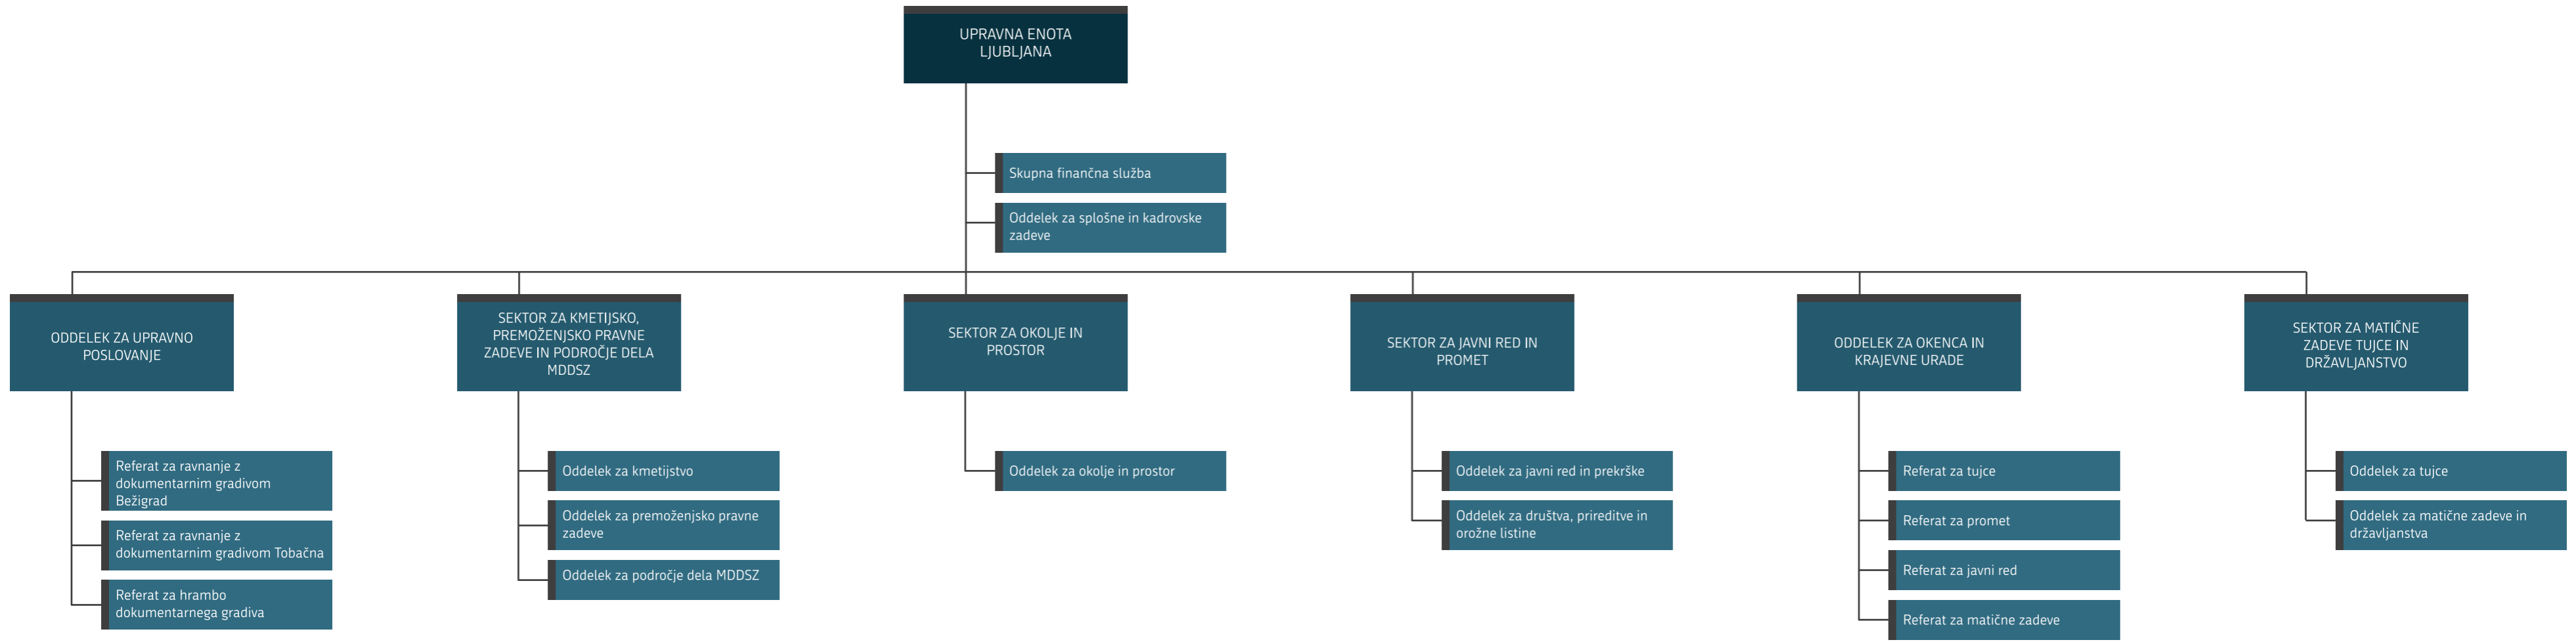 UPRAVNA ENOTA
LJUBLJANA
Skupna finančna služba
Oddelek za splošne in kadrovske
zadeve
ODDELEK ZA UPRAVNO
POSLOVANJE
Referat za ravnanje z
dokumentarnim gradivom
Bežigrad
Referat za ravnanje z
dokumentarnim gradivom Tobačna
Referat za hrambo
dokumentarnega gradiva
SEKTOR ZA KMETIJSKO,
PREMOŽENJSKO PRAVNE
ZADEVE IN PODROČJE DELA
MDDSZ
Oddelek za kmetijstvo
Oddelek za premoženjsko pravne
zadeve
Oddelek za področje dela MDDSZ
SEKTOR ZA OKOLJE IN
PROSTOR
Oddelek za okolje in prostor
SEKTOR ZA JAVNI RED IN
PROMET
Oddelek za javni red in prekrške
Oddelek za društva, prireditve in
orožne listine
ODDELEK ZA OKENCA IN
KRAJEVNE URADE
Referat za tujce
Referat za promet
Referat za javni red
Referat za matične zadeve
SEKTOR ZA MATIČNE
ZADEVE TUJCE IN
DRŽAVLJANSTVO
Oddelek za tujce
Oddelek za matične zadeve in
državljanstva